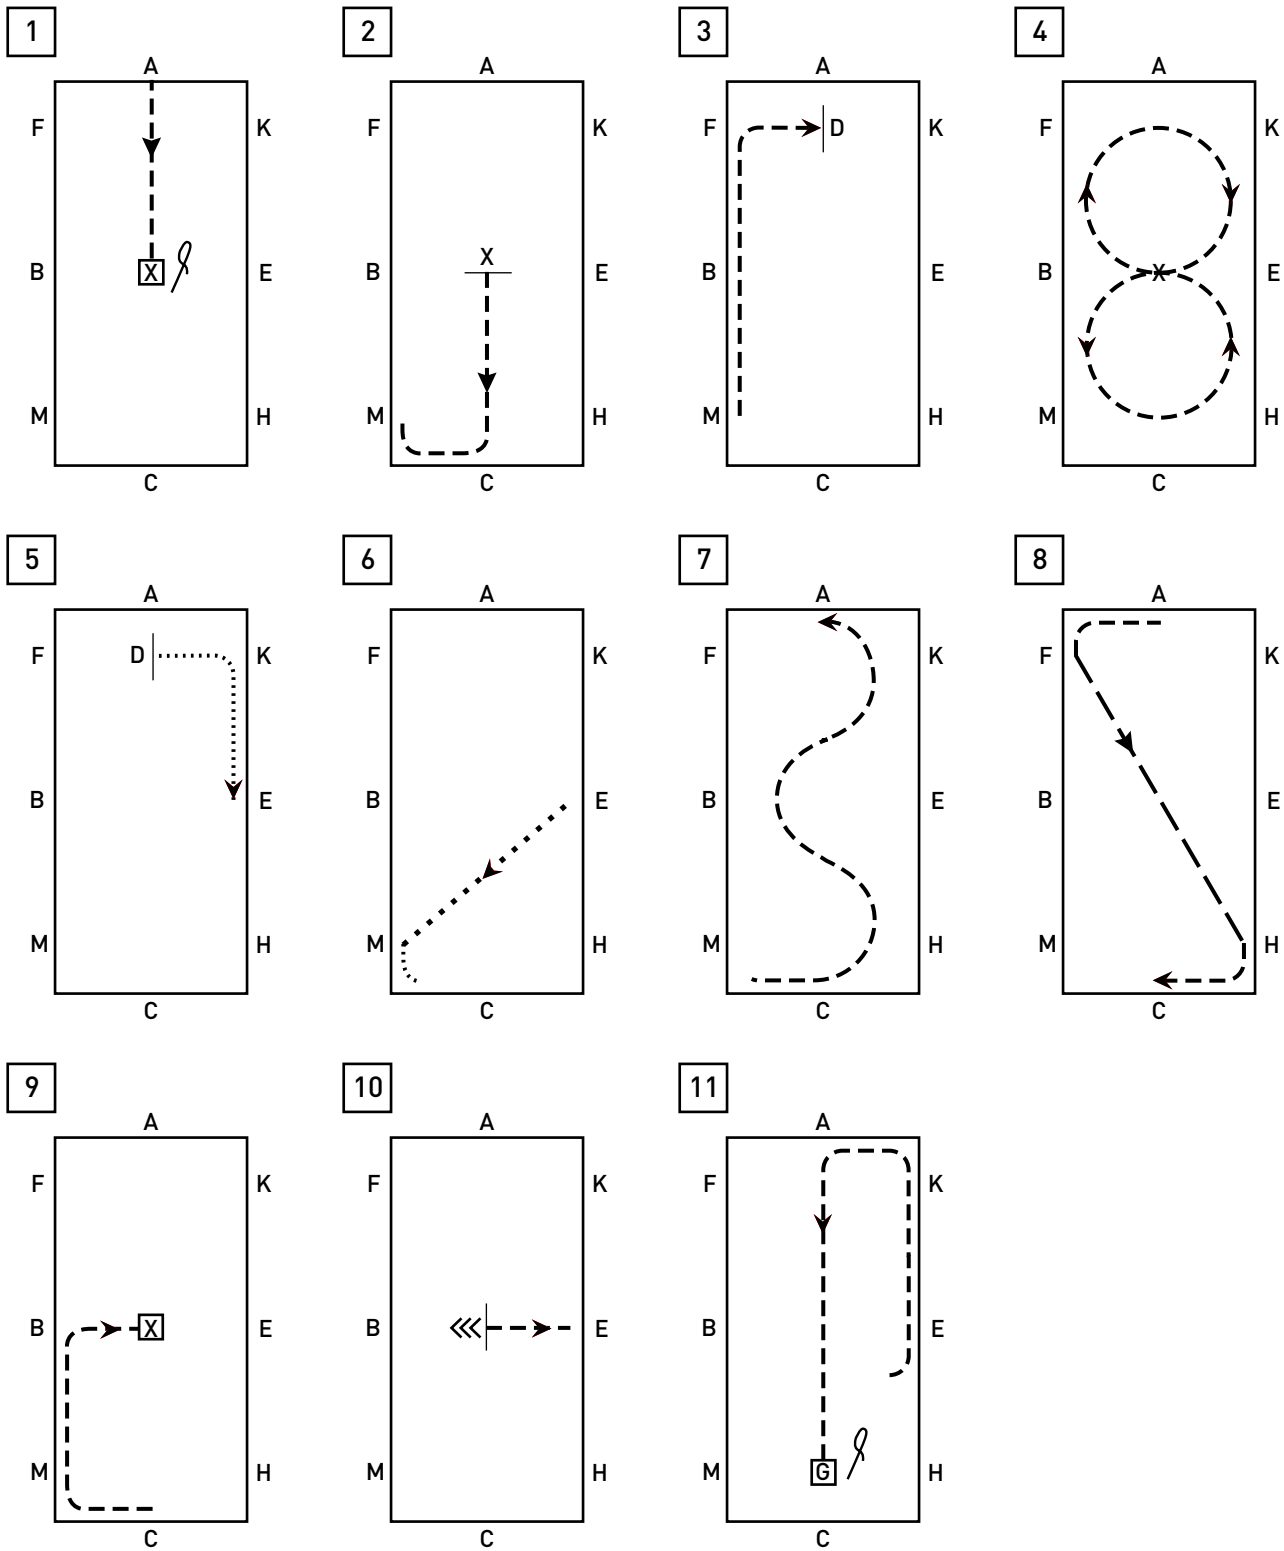 1 2 3 4
A A A A
F K F K F D K F K
X
B X E B E B E B X E
M H M H M H M H
C C C C
5 6 7 8
A A A A
F D K F K F K F K
B E B E B E B E
M H M H M H M H
C C C C
9 10 11
A A A
F K F K F K
B X E B E B E
M H M H M G H
C C C